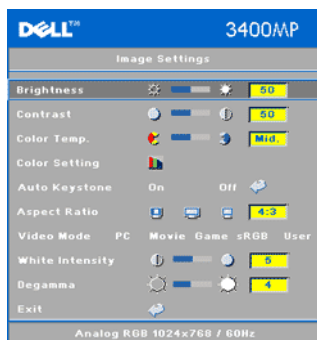 DELL™ 3400MP
Image Settings
Brightness 50
Contrast 50
Color Temp. Mid.
Color Setting
Auto Keystone On Off
Aspect Ratio 4:3
Video Mode PC Movie Game sRGB User
White Intensity 5
Degamma 4
Exit
Analog RGB 1024x768 / 60Hz